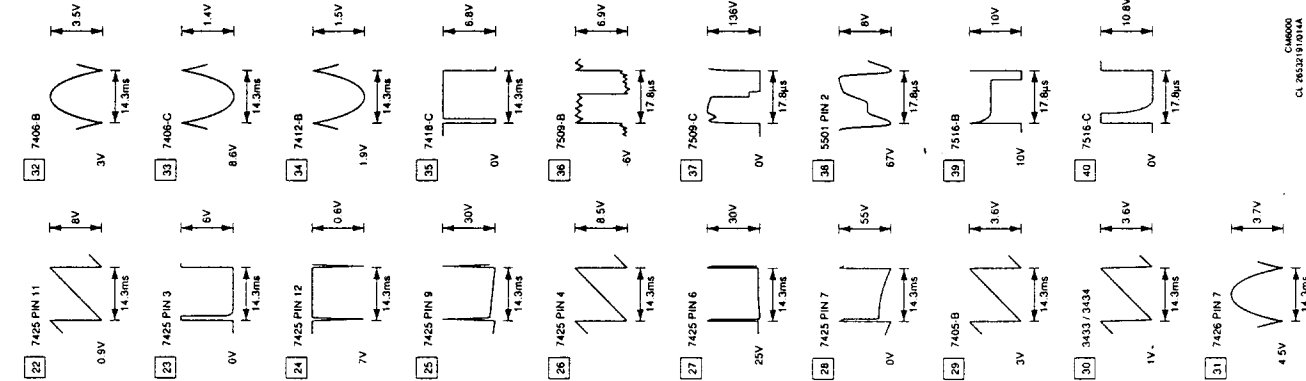 22 7425 PIN 11
0 9V
8V
14.3ms
23 7425 PIN 3
0V
6V
14.3ms
24 7425 PIN 12
7V
0 6V
14.3ms
25 7425 PIN 9
30V
14.3ms
26 7425 PIN 4
8.5V
14.3ms
27 7425 PIN 6
25V
30V
14.3ms
28 7425 PIN 7
0V
55V
14.3ms
29 7405-B
3V
3.6V
14.3ms
30 3433 / 3434
1V -
3.6V
14.3ms
31 7426 PIN 7
4 5V
3.7V
14.3ms
32 7406-B
3V
3.5V
14.3ms
33 7406-C
8.6V
1.4V
14.3ms
34 7412-B
1.9V
1.5V
14.3ms
35 7418-C
0V
6.8V
14.3ms
36 7509-B
-6V
6.9V
17.8µs
37 7509-C
0V
136V
17.8µs
38 5501 PIN 2
67V
8V
17.8µs
39 7516-B
10V
10V
17.8µs
40 7516-C
0V
10.8V
17.8µs
CM6000
CL 26532191/014A